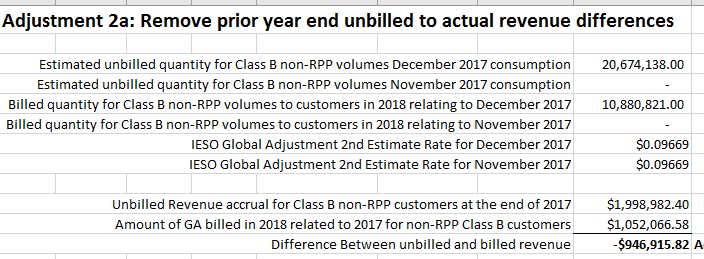 Adjustment 2a: Remove prior year end unbilled to actual revenue differences
Estimated unbilled quantity for Class B non-RPP volumes December 2017 consumption 20,674,138.00
Estimated unbilled quantity for Class B non-RPP volumes November 2017 consumption -
Billed quantity for Class B non-RPP volumes to customers in 2018 relating to December 2017 10,880,821.00
Billed quantity for Class B non-RPP volumes to customers in 2018 relating to November 2017 -
IESO Global Adjustment 2nd Estimate Rate for December 2017 $0.09669
IESO Global Adjustment 2nd Estimate Rate for November 2017 $0.09669
Unbilled Revenue accrual for Class B non-RPP customers at the end of 2017 $1,998,982.40
Amount of GA billed in 2018 related to 2017 for non-RPP Class B customers $1,052,066.58
Difference Between unbilled and billed revenue -$946,915.82 A